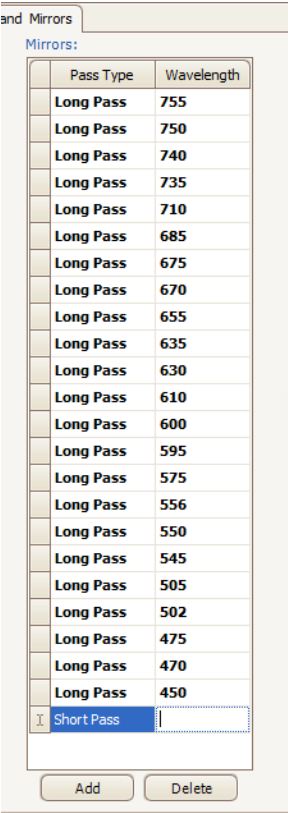 and Mirrors
Mirrors:
Pass Type Wavelength
Long Pass 755
Long Pass 750
Long Pass 740
Long Pass 735
Long Pass 710
Long Pass 685
Long Pass 675
Long Pass 670
Long Pass 655
Long Pass 635
Long Pass 630
Long Pass 610
Long Pass 600
Long Pass 595
Long Pass 575
Long Pass 556
Long Pass 550
Long Pass 545
Long Pass 505
Long Pass 502
Long Pass 475
Long Pass 470
Long Pass 450
Short Pass
Add Delete